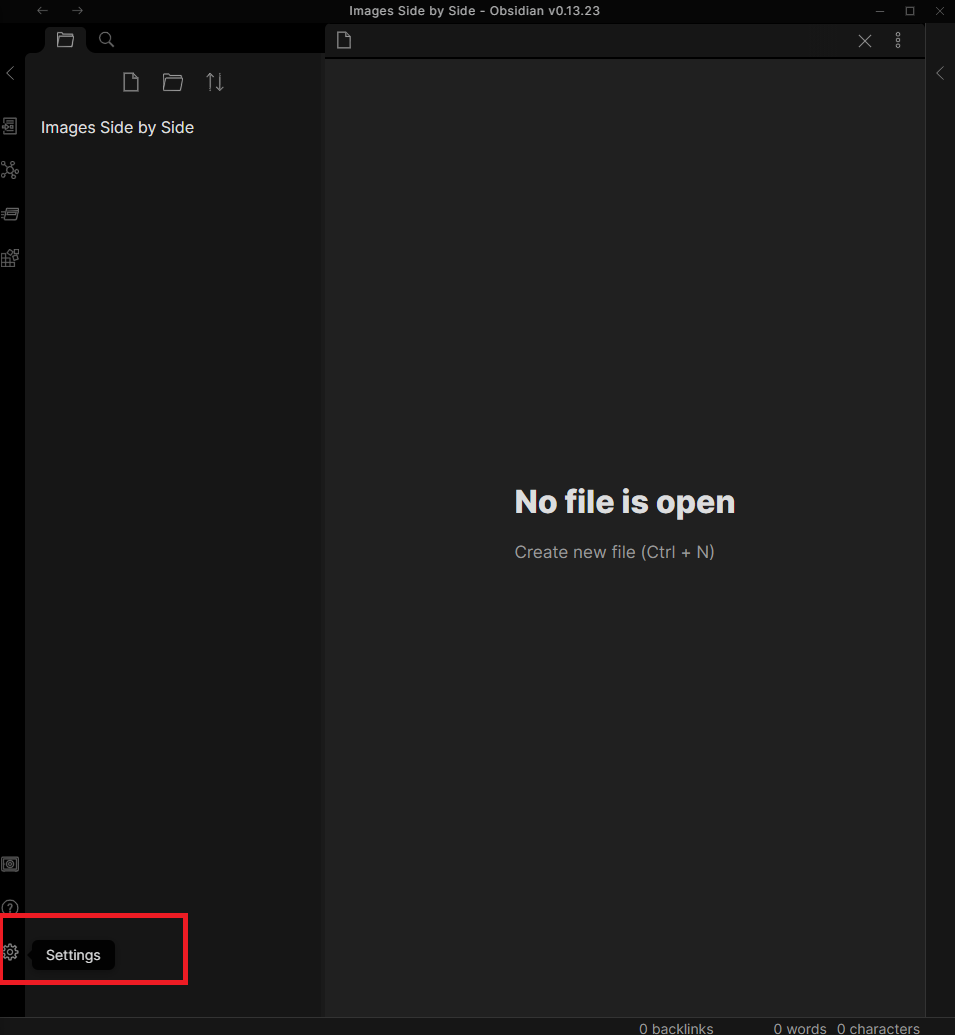 Images Side by Side - Obsidian v0.13.23
Images Side by Side
No file is open
Create new file (Ctrl + N)
Settings
0 backlinks 0 words 0 characters